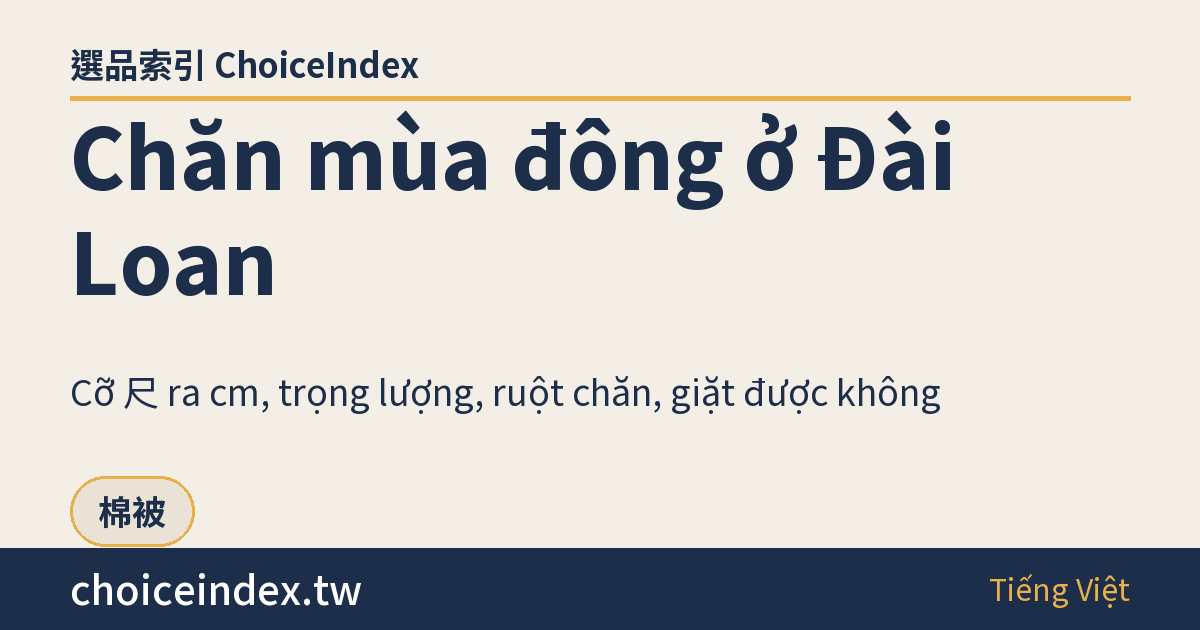 選品索引 ChoiceIndex
Chăn mùa đông ở Đài
Loan
Cỡ 尺 ra cm, trọng lượng, ruột chăn, giặt được không
棉被
choiceindex.tw
Tiếng Việt